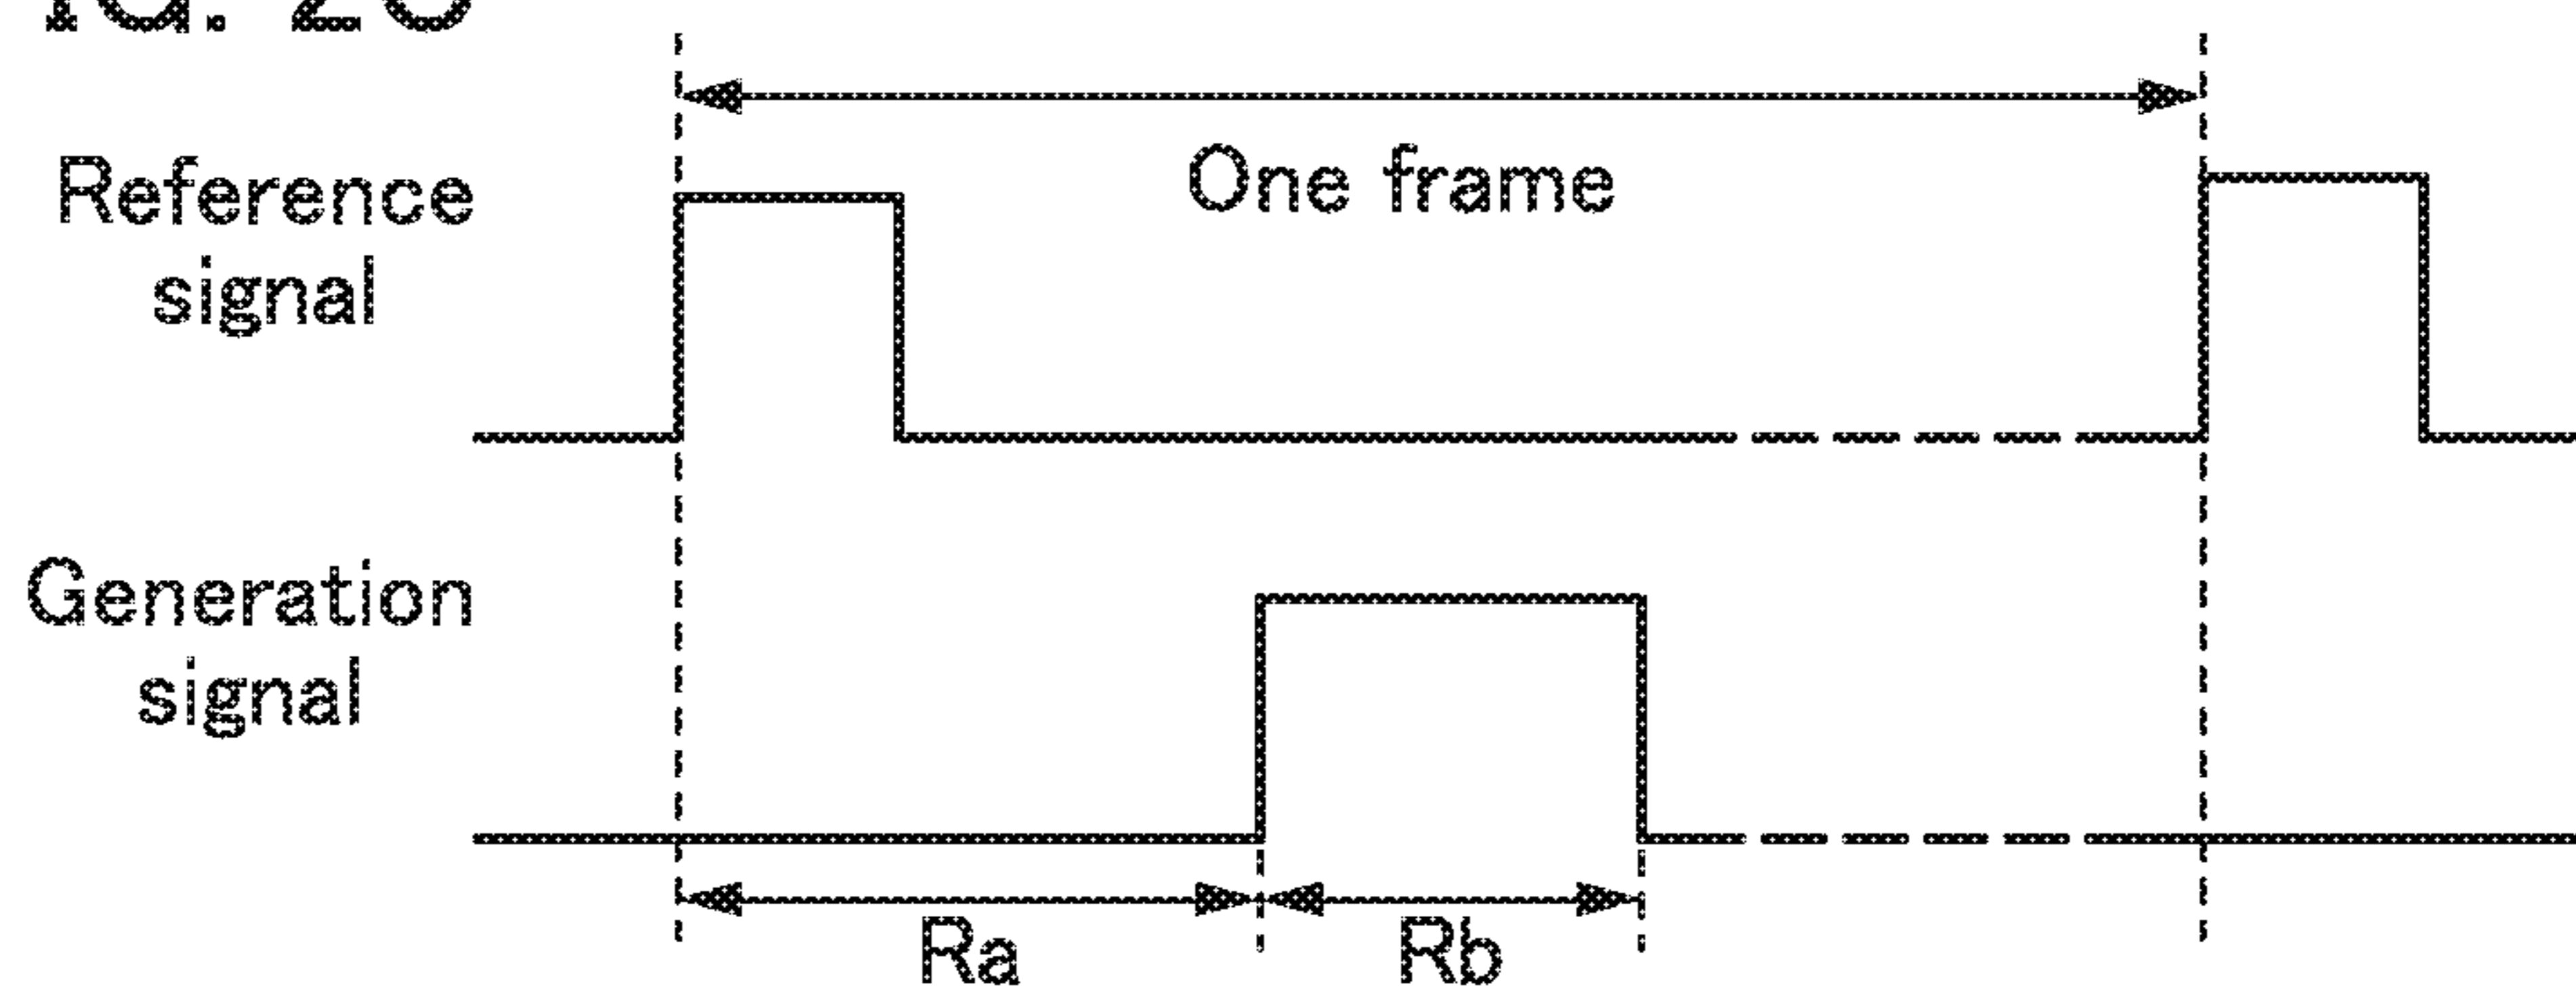 One frame
Reference
signal
Generation
signal
Ra
Rb